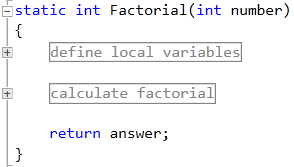 static int Factorial(int number)
{
define local variables
calculate factorial
return answer;
}